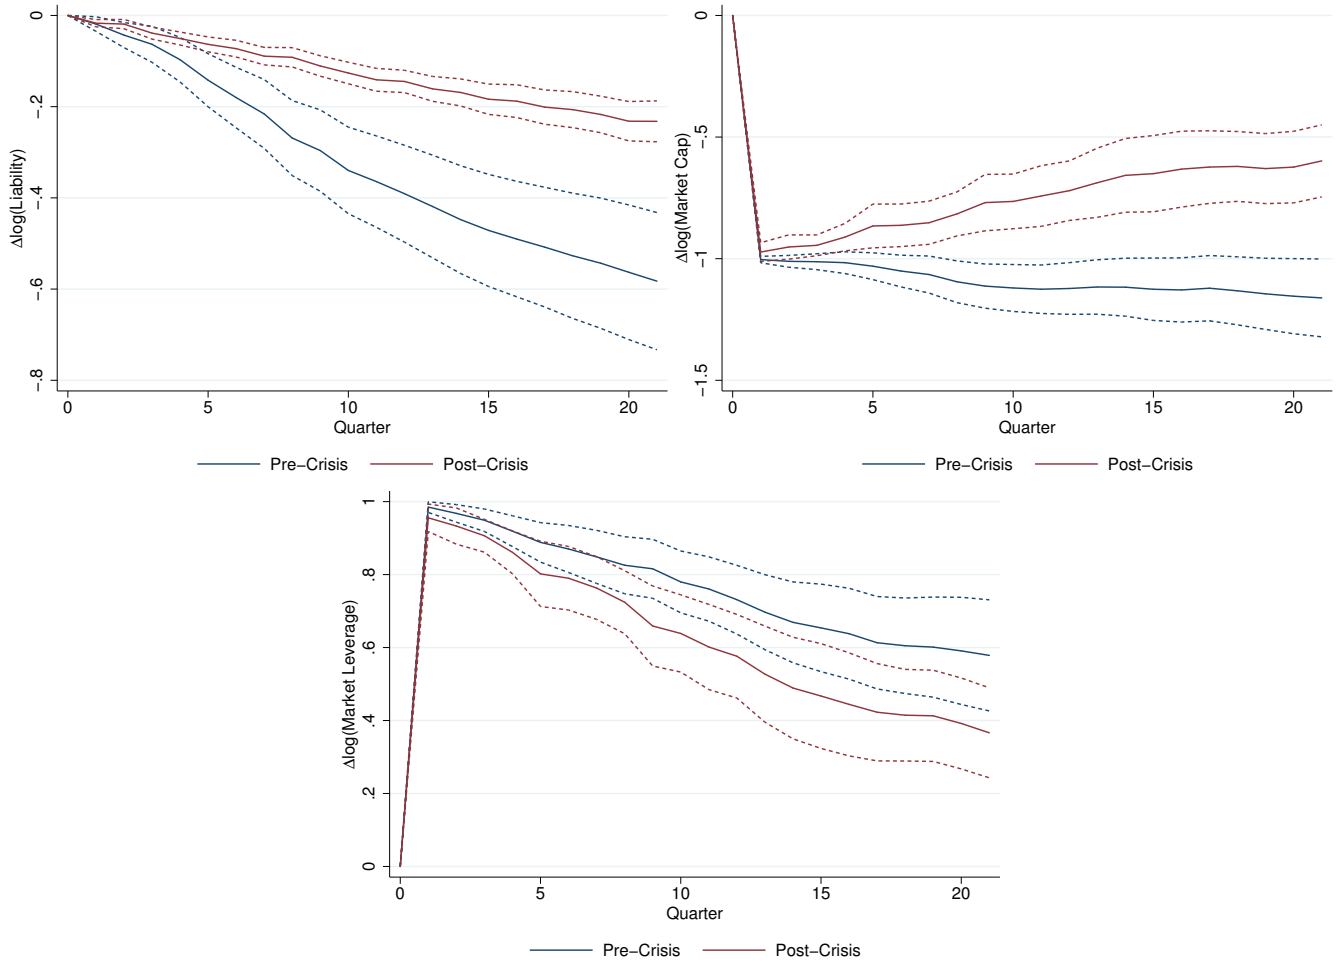 Δlog(Liability)
0
−.2
−.4
−.6
−.8
0 5 10 15 20
Quarter
Pre−Crisis Post−Crisis
Δlog(Market Cap)
0
−.5
−1
−1.5
0 5 10 15 20
Quarter
Pre−Crisis Post−Crisis
Δlog(Market Leverage)
1
.8
.6
.4
.2
0
0 5 10 15 20
Quarter
Pre−Crisis Post−Crisis